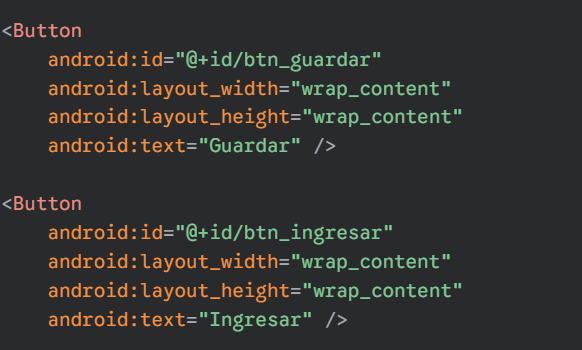 <Button
android:id="@+id/btn_guardar"
android:layout_width="wrap_content"
android:layout_height="wrap_content"
android:text="Guardar" />
<Button
android:id="@+id/btn_ingresar"
android:layout_width="wrap_content"
android:layout_height="wrap_content"
android:text="Ingresar" />